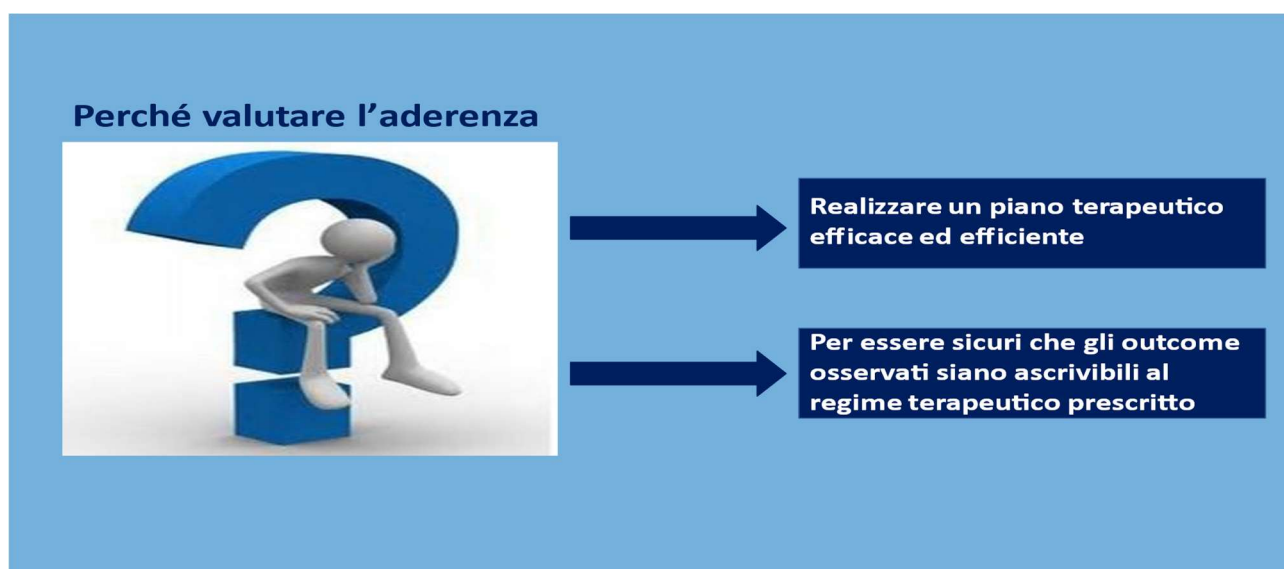 Perché valutare l'aderenza
Realizzare un piano terapeutico
efficace ed efficiente
Per essere sicuri che gli outcome
osservati siano ascrivibili al
regime terapeutico prescritto